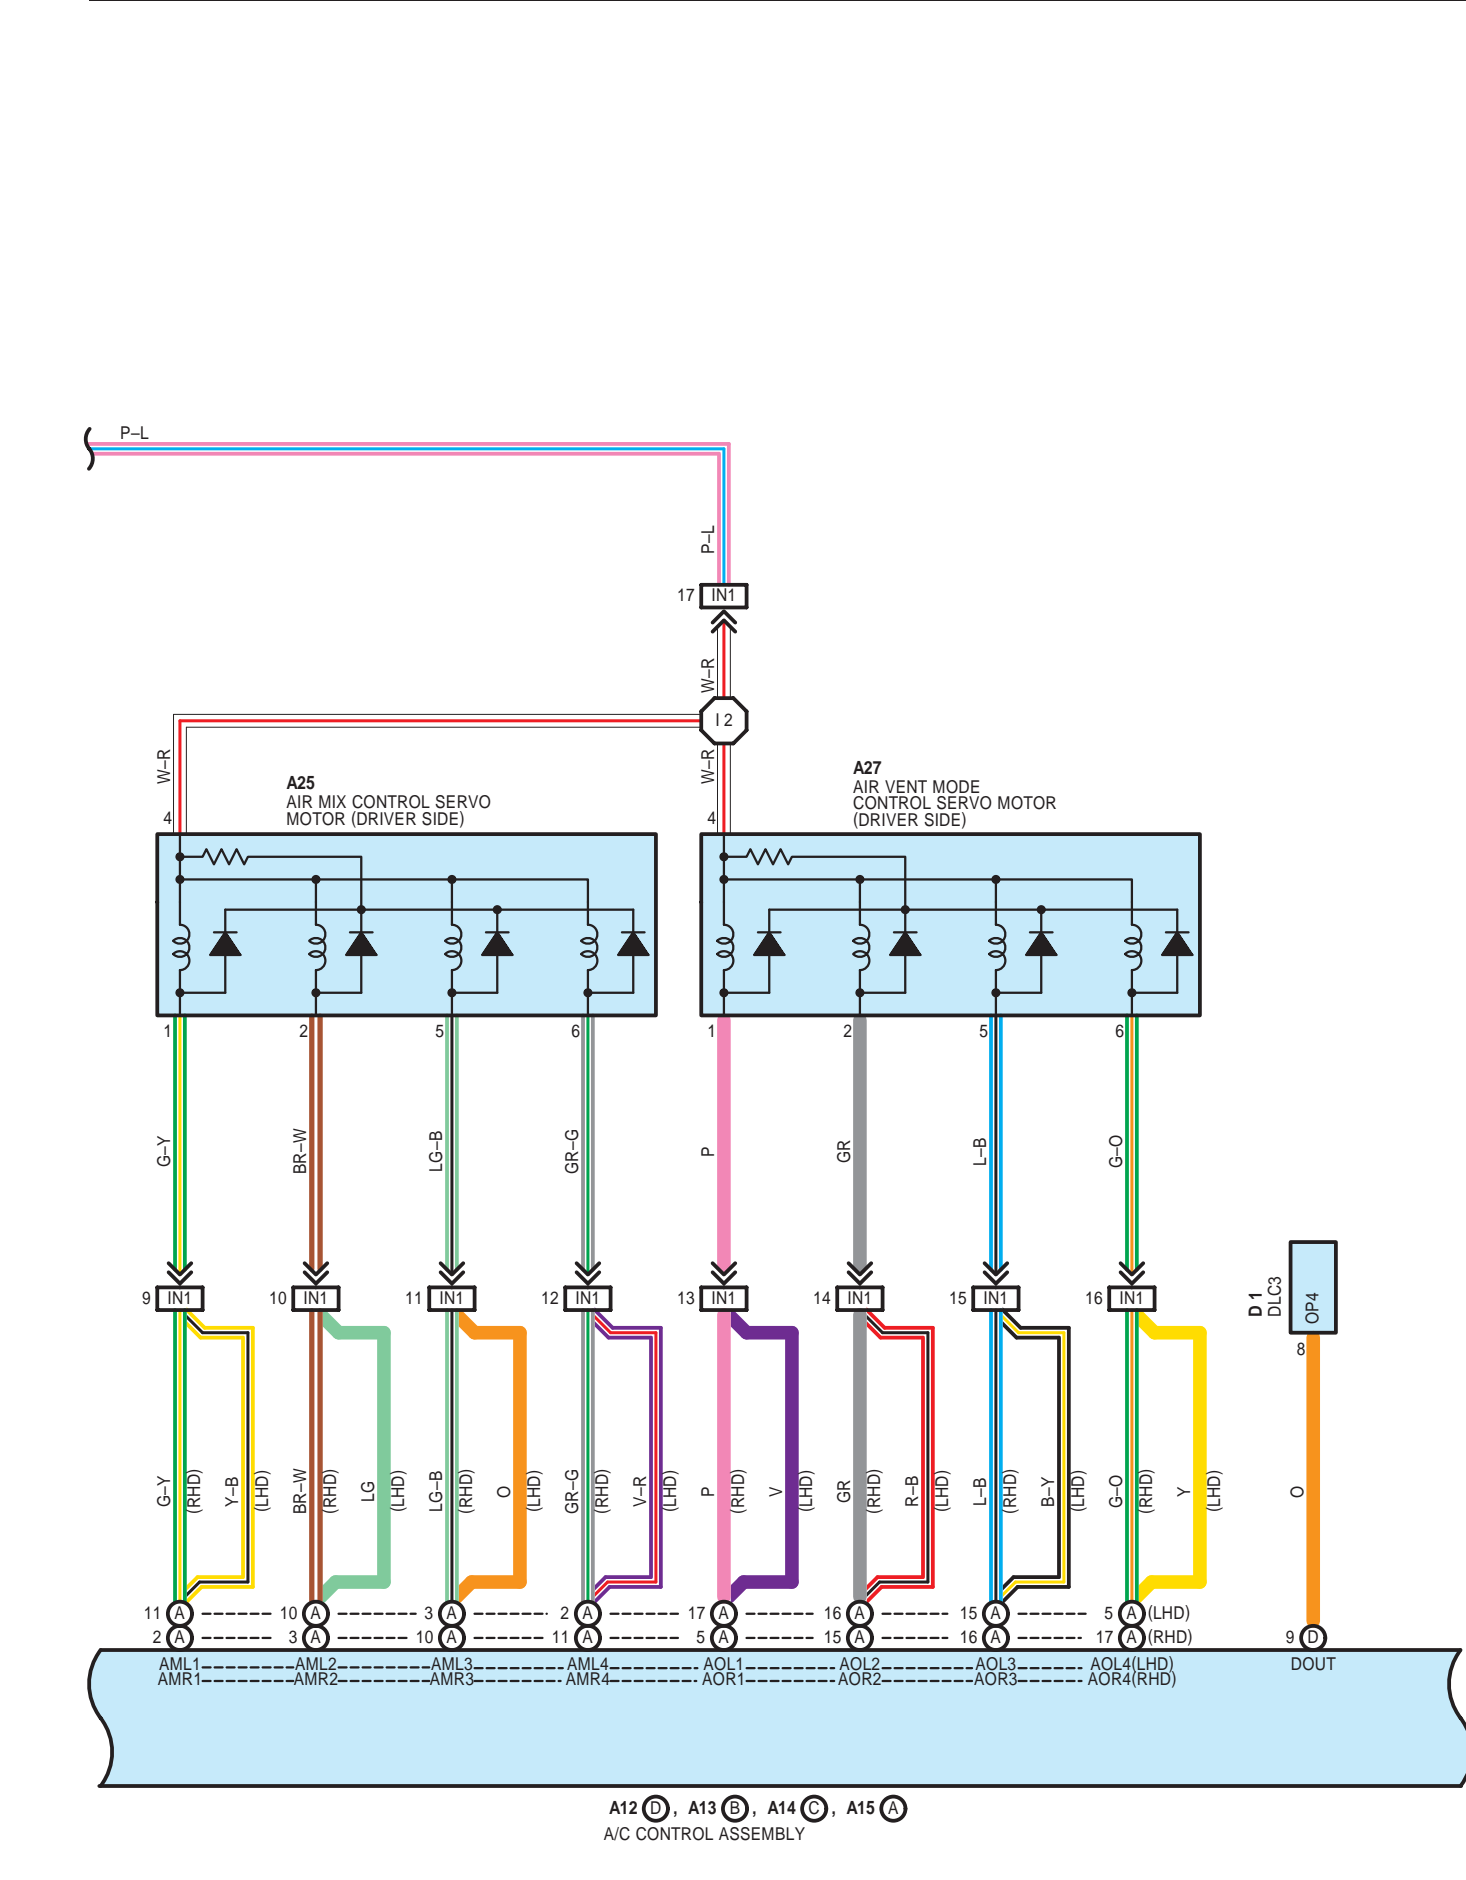 P–L
P–L
17 IN1
W–R
I 2
W–R
W–R
A25
AIR MIX CONTROL SERVO
MOTOR (DRIVER SIDE)
A27
AIR VENT MODE
CONTROL SERVO MOTOR
(DRIVER SIDE)
4 4
1 2 5 6 1 2 5 6
G–Y BR–W LG–B GR–G P GR L–B G–O
D 1
DLC3
OP4
8
9 IN1 10 IN1 11 IN1 12 IN1 13 IN1 14 IN1 15 IN1 16 IN1
G–Y
(RHD)
Y–B
(LHD)
BR–W
(RHD)
LG
(LHD)
LG–B
(RHD)
O
(LHD)
GR–G
(RHD)
V–R
(LHD)
P
(RHD)
V
(LHD)
GR
(RHD)
R–B
(LHD)
L–B
(RHD)
B–Y
(LHD)
G–O
(RHD)
Y
(LHD)
O
11 A 10 A 3 A 2 A 17 A 16 A 15 A 5 A (LHD)
2 A 3 A 10 A 11 A 5 A 15 A 16 A 17 A (RHD) 9 D
AML1 AML2 AML3 AML4 AOL1 AOL2 AOL3 AOL4(LHD) DOUT
AMR1 AMR2 AMR3 AMR4 AOR1 AOR2 AOR3 AOR4(RHD)
A12 D , A13 B , A14 C , A15 A
A/C CONTROL ASSEMBLY